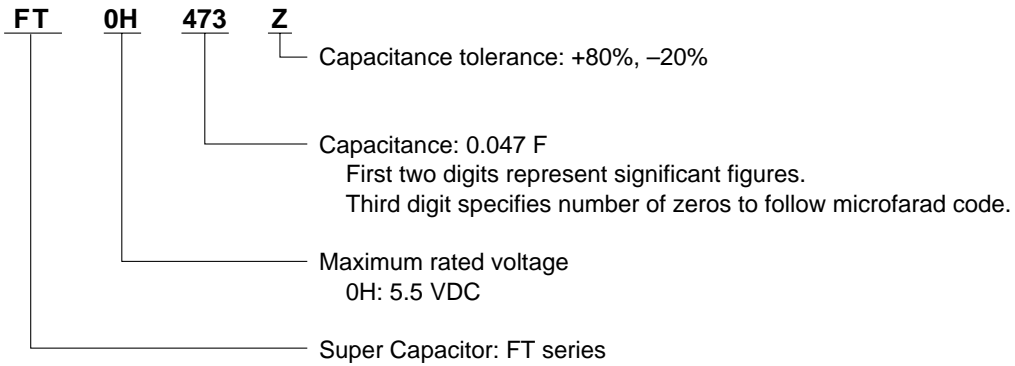 FT 0H 473 Z
Capacitance tolerance: +80%, –20%
Capacitance: 0.047 F
First two digits represent significant figures.
Third digit specifies number of zeros to follow microfarad code.
Maximum rated voltage
0H: 5.5 VDC
Super Capacitor: FT series